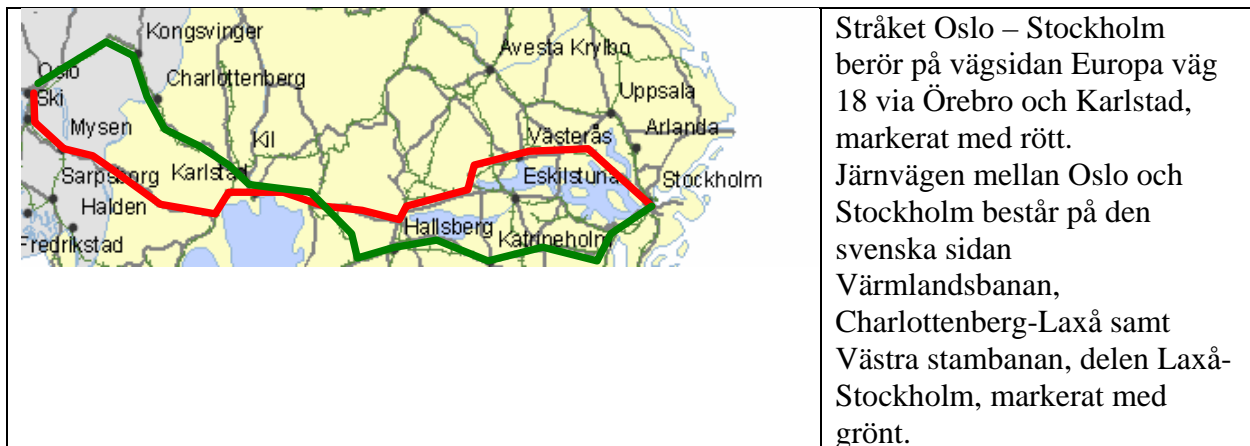 Kongsvinger
Avesta Krylbo
Oslo
Charlottenberg
Ski
Uppsala
Mysen
Kil
Västerås
Arlanda
Sarpsborg
Karlstad
Eskilstuna
Stockholm
Halden
Hallsberg
Katrineholm
Fredrikstad
Stråket Oslo – Stockholm
berör på vägsidan Europa väg
18 via Örebro och Karlstad,
markerat med rött.
Järnvägen mellan Oslo och
Stockholm består på den
svenska sidan
Värmlandsbanan,
Charlottenberg-Laxå samt
Västra stambanan, delen Laxå-
Stockholm, markerat med
grönt.